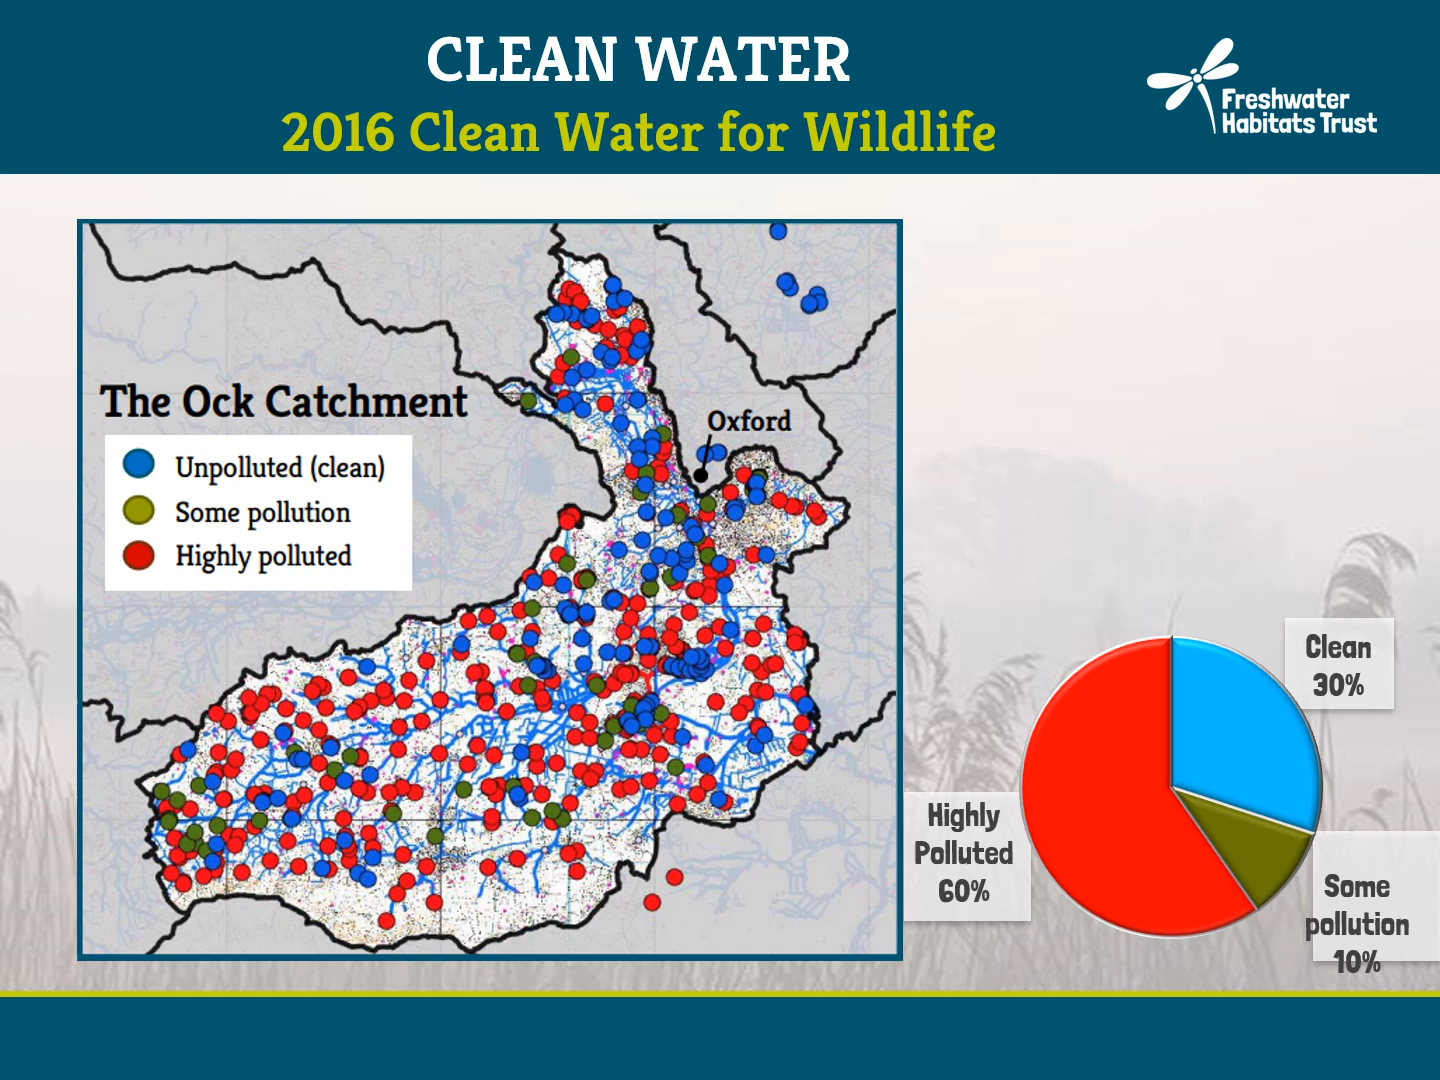 CLEAN WATER
2016 Clean Water for Wildlife
Freshwater
Habitats Trust
The Ock Catchment
Unpolluted (clean)
Some pollution
Highly polluted
Oxford
Clean
30%
Highly
Polluted
60%
Some
pollution
10%